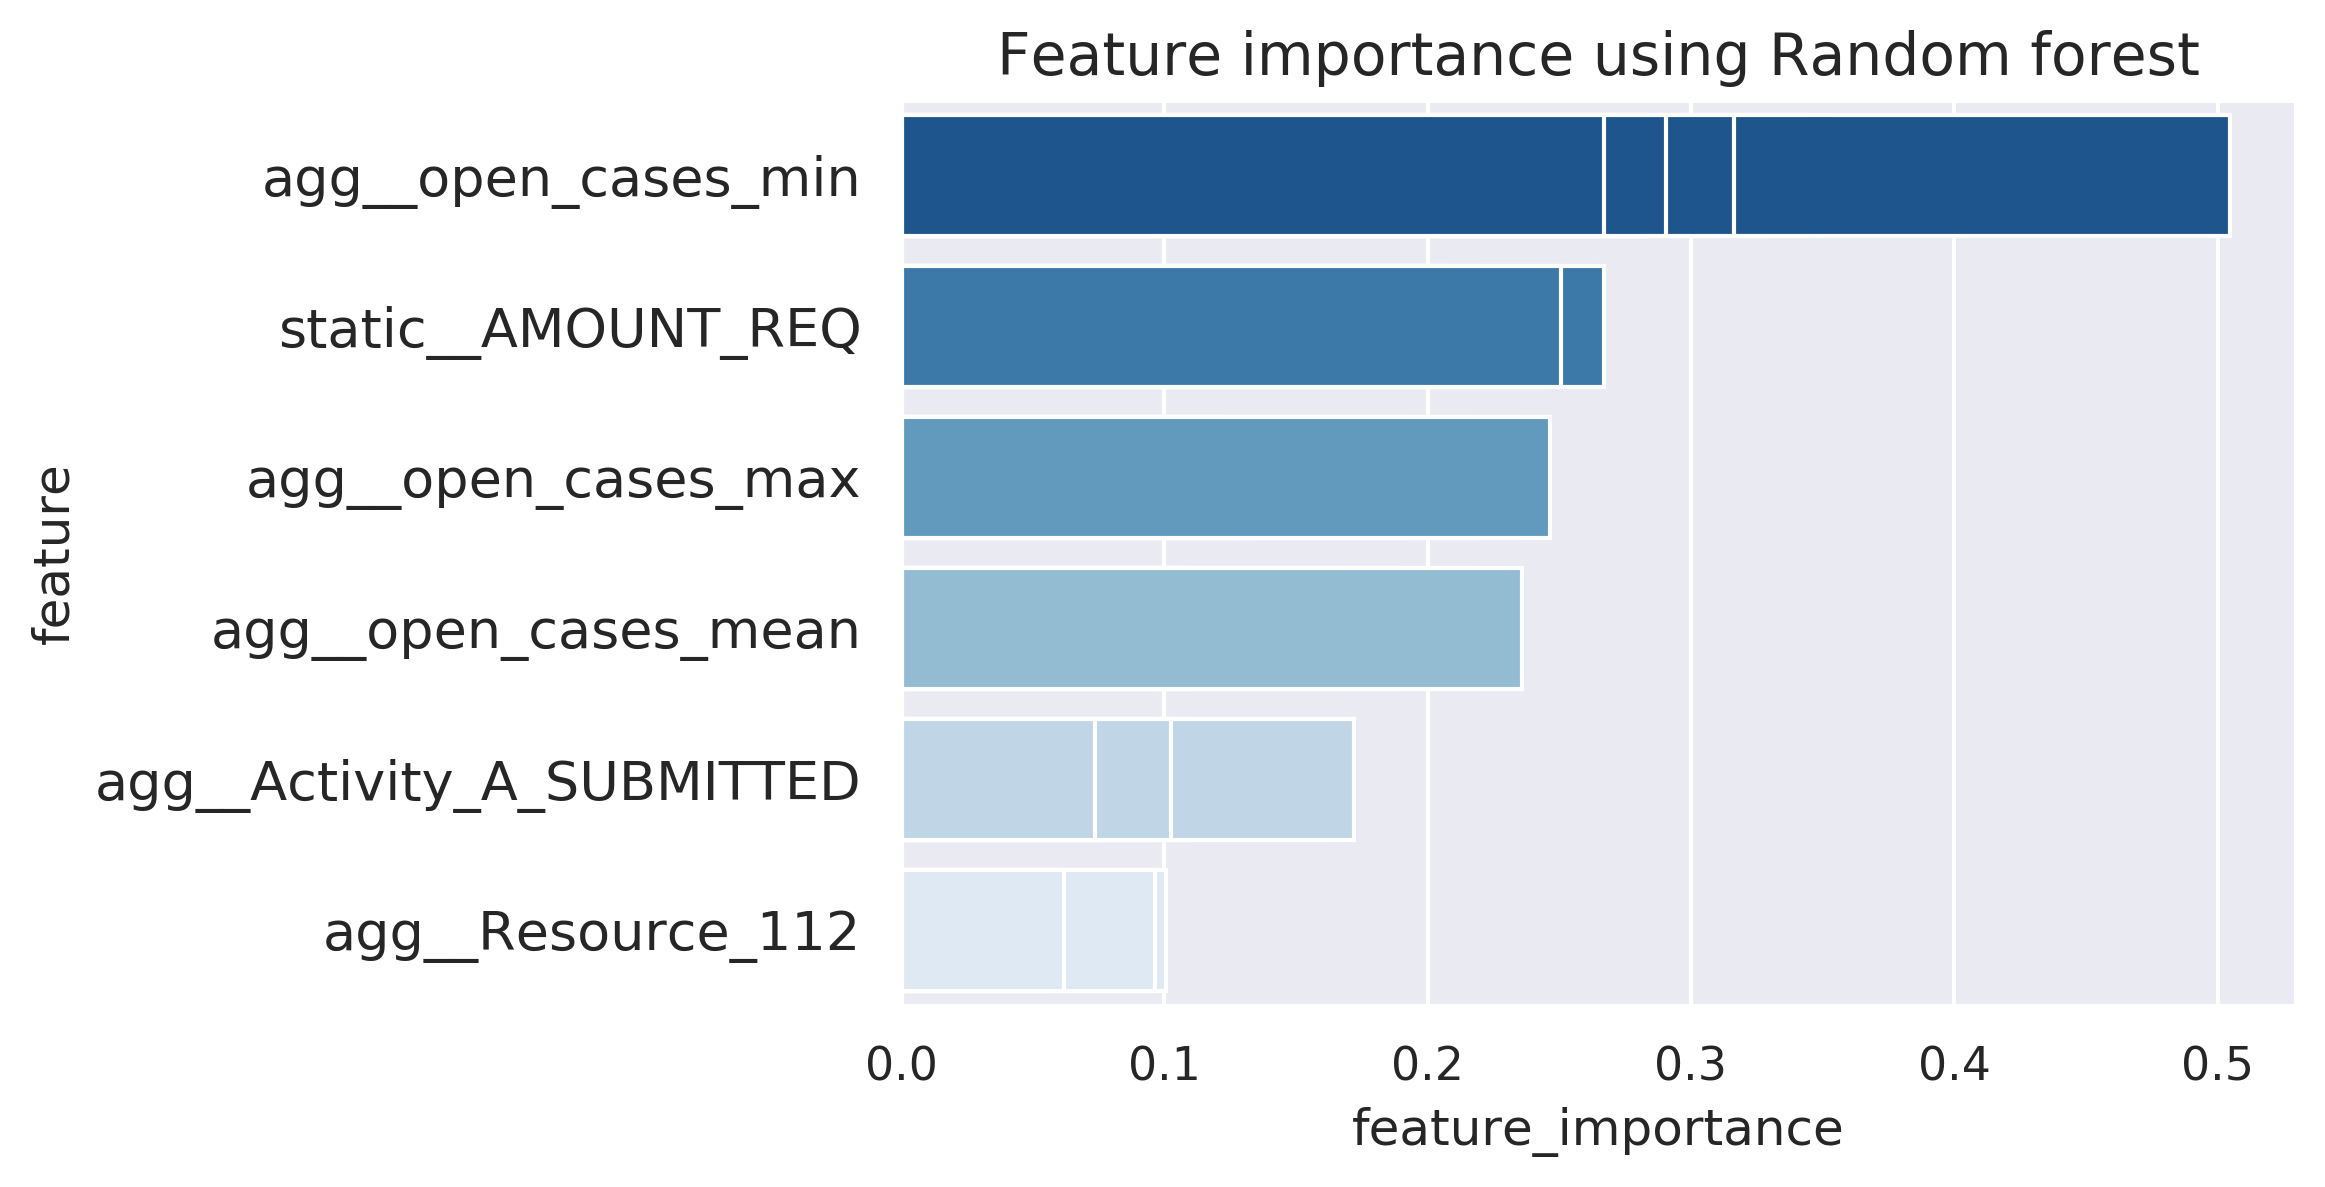 Feature importance using Random forest
agg__open_cases_min
static__AMOUNT_REQ
agg__open_cases_max
agg__open_cases_mean
agg__Activity_A_SUBMITTED
agg__Resource_112
feature
0.0 0.1 0.2 0.3 0.4 0.5
feature_importance